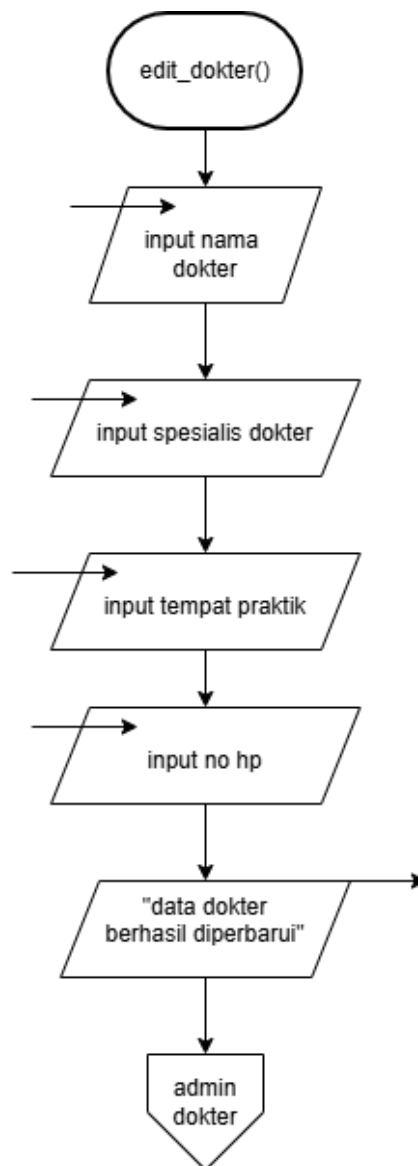 edit_dokter()
input nama
dokter
input spesialis dokter
input tempat praktik
input no hp
"data dokter
berhasil diperbarui"
admin
dokter